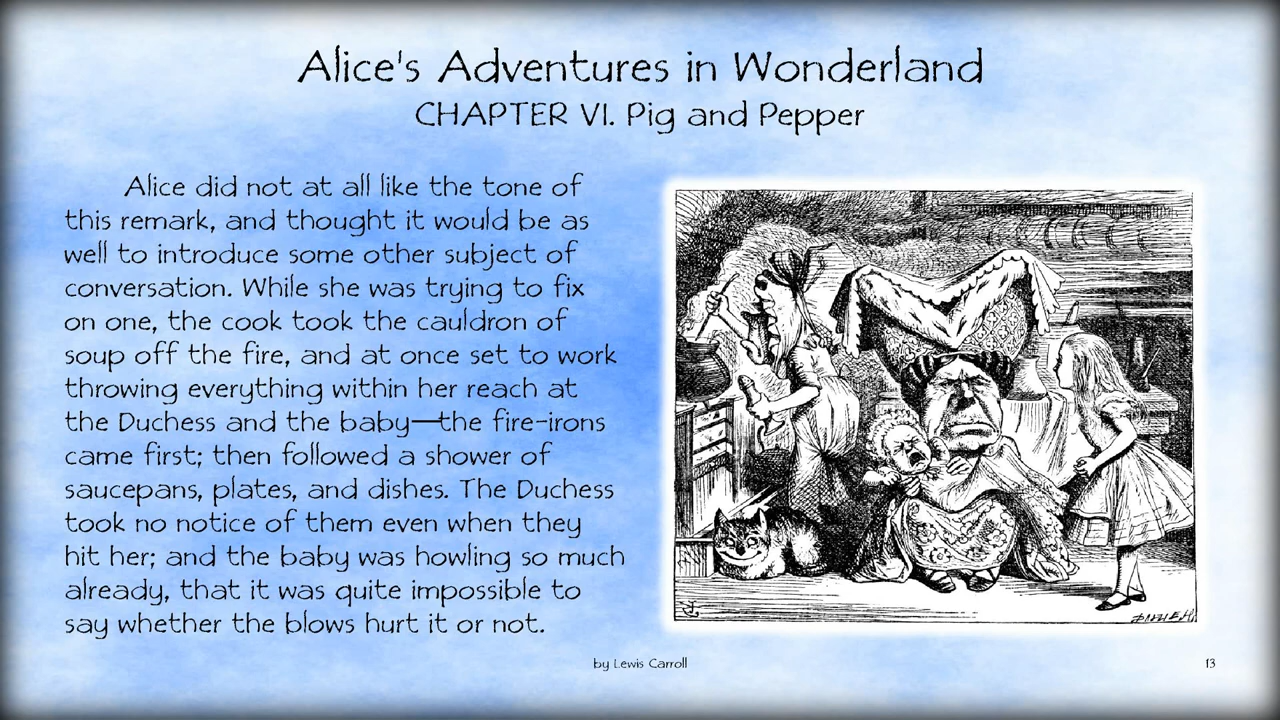 Alice's Adventures in Wonderland
CHAPTER VI. Pig and Pepper
Alice did not at all like the tone of
this remark, and thought it would be as
well to introduce some other subject of
conversation. While she was trying to fix
on one, the cook took the cauldron of
soup off the fire, and at once set to work
throwing everything within her reach at
the Duchess and the baby—the fire-irons
came first; then followed a shower of
saucepans, plates, and dishes. The Duchess
took no notice of them even when they
hit her; and the baby was howling so much
already, that it was quite impossible to
say whether the blows hurt it or not.
by Lewis Carroll
13